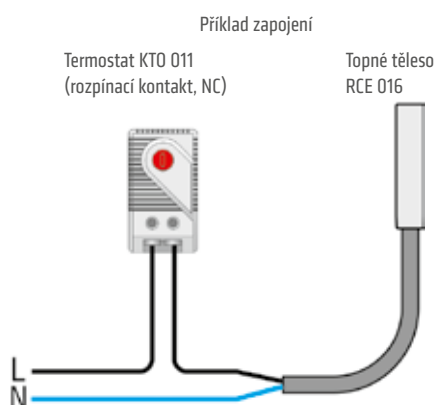 Příklad zapojení
Termostat KTO 011
(rozpínací kontakt, NC)
Topné těleso
RCE 016
L
N